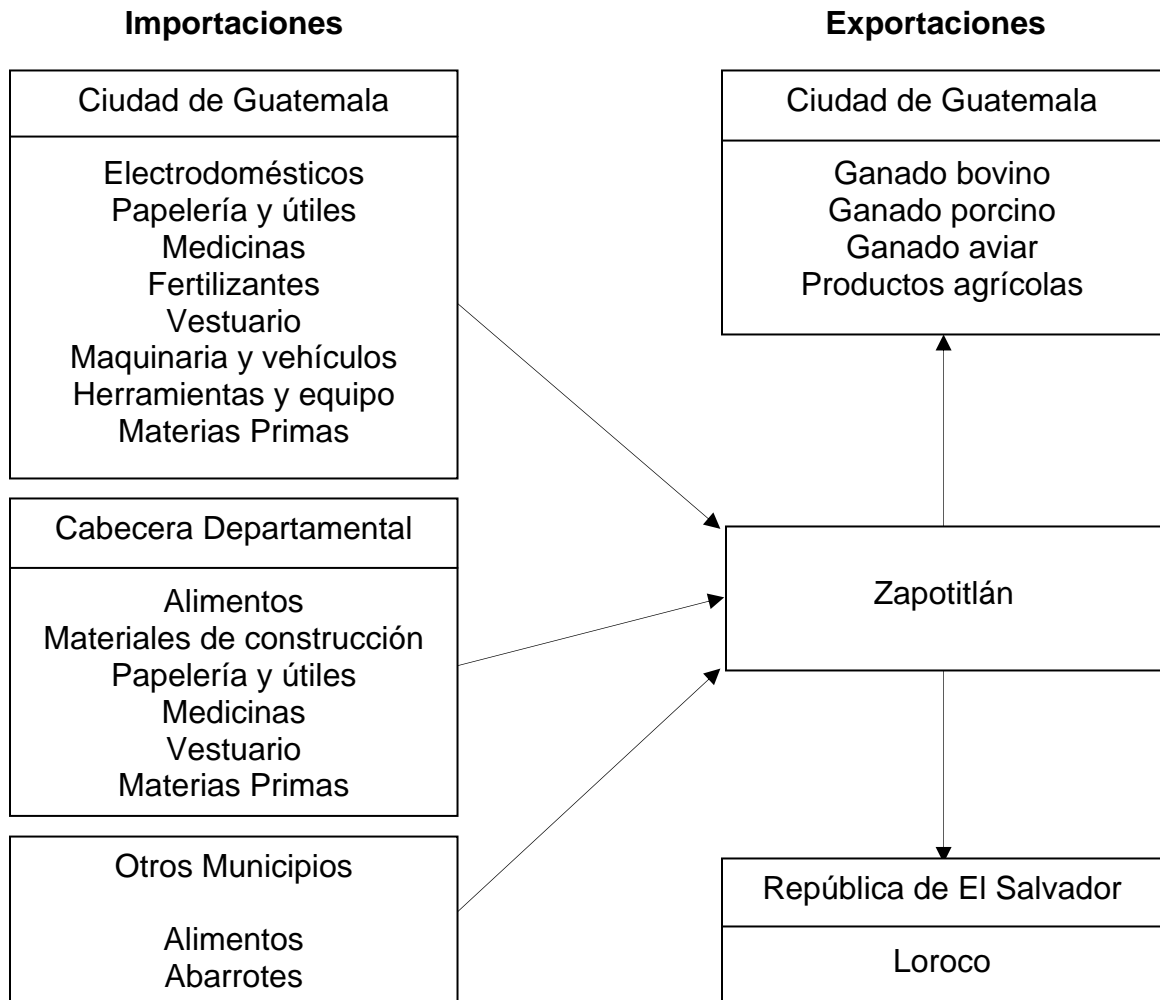 Importaciones
Exportaciones
Ciudad de Guatemala
Electrodomésticos
Papelería y útiles
Medicinas
Fertilizantes
Vestuario
Maquinaria y vehículos
Herramientas y equipo
Materias Primas
Cabecera Departamental
Alimentos
Materiales de construcción
Papelería y útiles
Medicinas
Vestuario
Materias Primas
Otros Municipios
Alimentos
Abarrotes
Ciudad de Guatemala
Ganado bovino
Ganado porcino
Ganado aviar
Productos agrícolas
Zapotitlán
República de El Salvador
Loroco